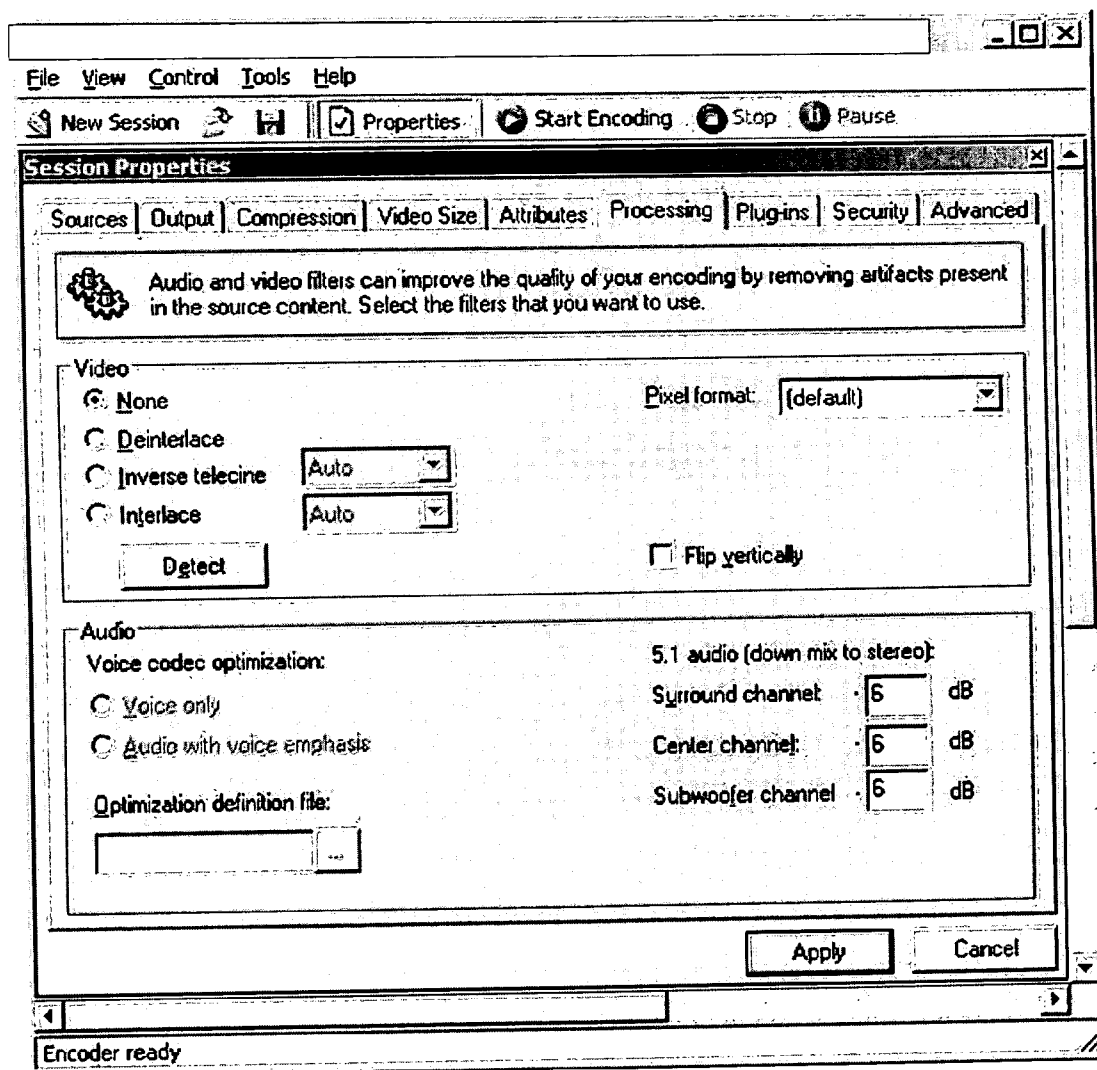 File View Control Tools Help
New Session Properties Start Encoding Stop Pause
Session Properties
Sources Output Compression Video Size Attributes Processing Plug-ins Security Advanced
Audio and video filters can improve the quality of your encoding by removing artifacts present
in the source content. Select the filters that you want to use.
Video
None
Pixel format: (default)
Deinterlace
Inverse telecine Auto
Interlace Auto
Detect
Flip vertically
Audio
Voice codec optimization:
5.1 audio (down mix to stereo):
Voice only
Surround channel: -6 dB
Audio with voice emphasis
Center channel: -6 dB
Optimization definition file:
Subwoofer channel -6 dB
...
Apply Cancel
Encoder ready